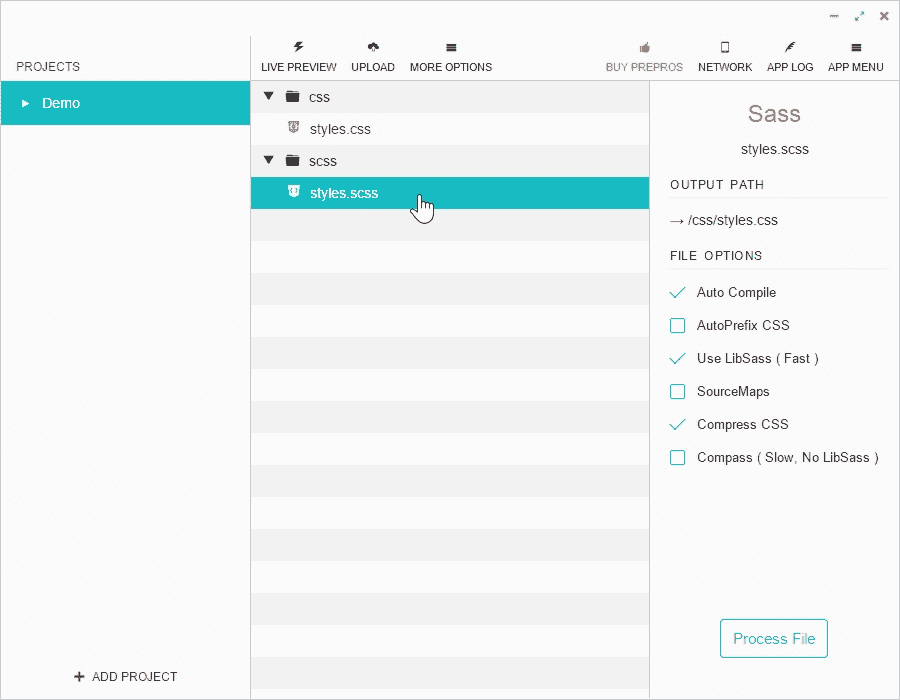 PROJECTS
Demo
ADD PROJECT
LIVE PREVIEW UPLOAD MORE OPTIONS BUY PREPROS NETWORK APP LOG APP MENU
css
styles.css
scss
styles.scss
Sass
styles.scss
OUTPUT PATH
→ /css/styles.css
FILE OPTIONS
Auto Compile
AutoPrefix CSS
Use LibSass ( Fast )
SourceMaps
Compress CSS
Compass ( Slow, No LibSass )
Process File